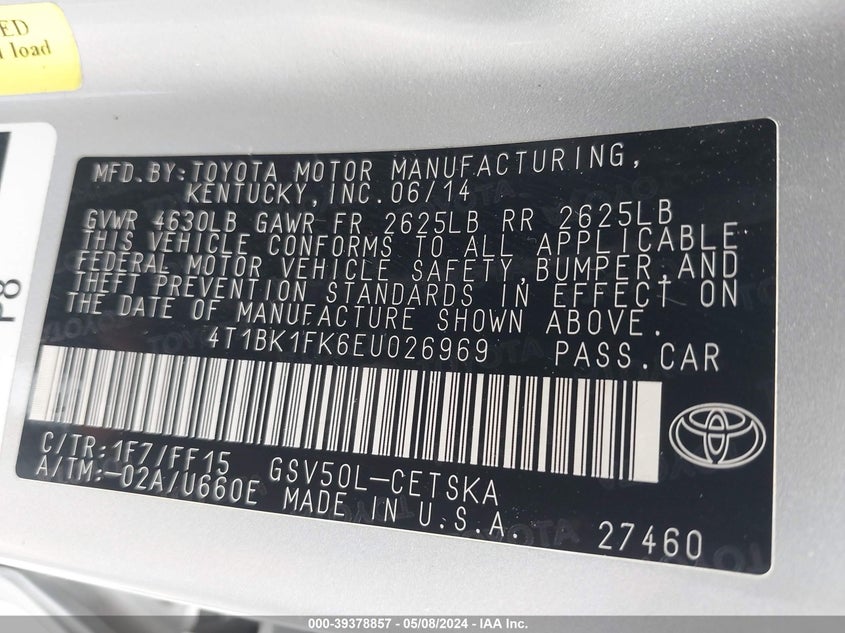 ED
load
P8
MFD.BY:TOYOTA MOTOR MANUFACTURING,
KENTUCKY,INC.06/14
GVWR 4630LB GAWR FR 2625LB RR 2625LB
THIS VEHICLE CONFORMS TO ALL APPLICABLE
FEDERAL MOTOR VEHICLE SAFETY,BUMPER,AND
THEFT PREVENTION STANDARDS IN EFFECT ON
THE DATE OF MANUFACTURE SHOWN ABOVE.
4T1BK1FK6EU026969 PASS.CAR
C/TR:1F7/FF15 GSV50L-CETSKA
A/TM:-02A/U660E MADE IN U.S.A.
27460
000-39378857 - 05/08/2024 - IAA Inc.